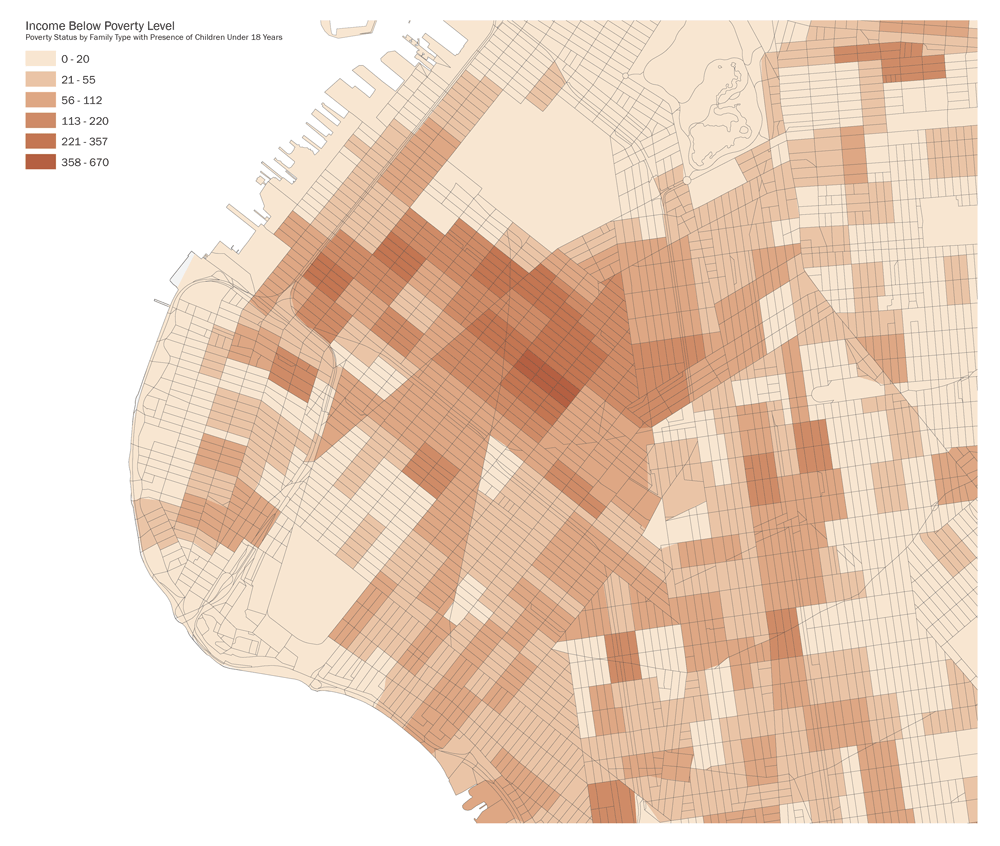 Income Below Poverty Level
Poverty Status by Family Type with Presence of Children Under 18 Years
0 - 20
21 - 55
56 - 112
113 - 220
221 - 357
358 - 670